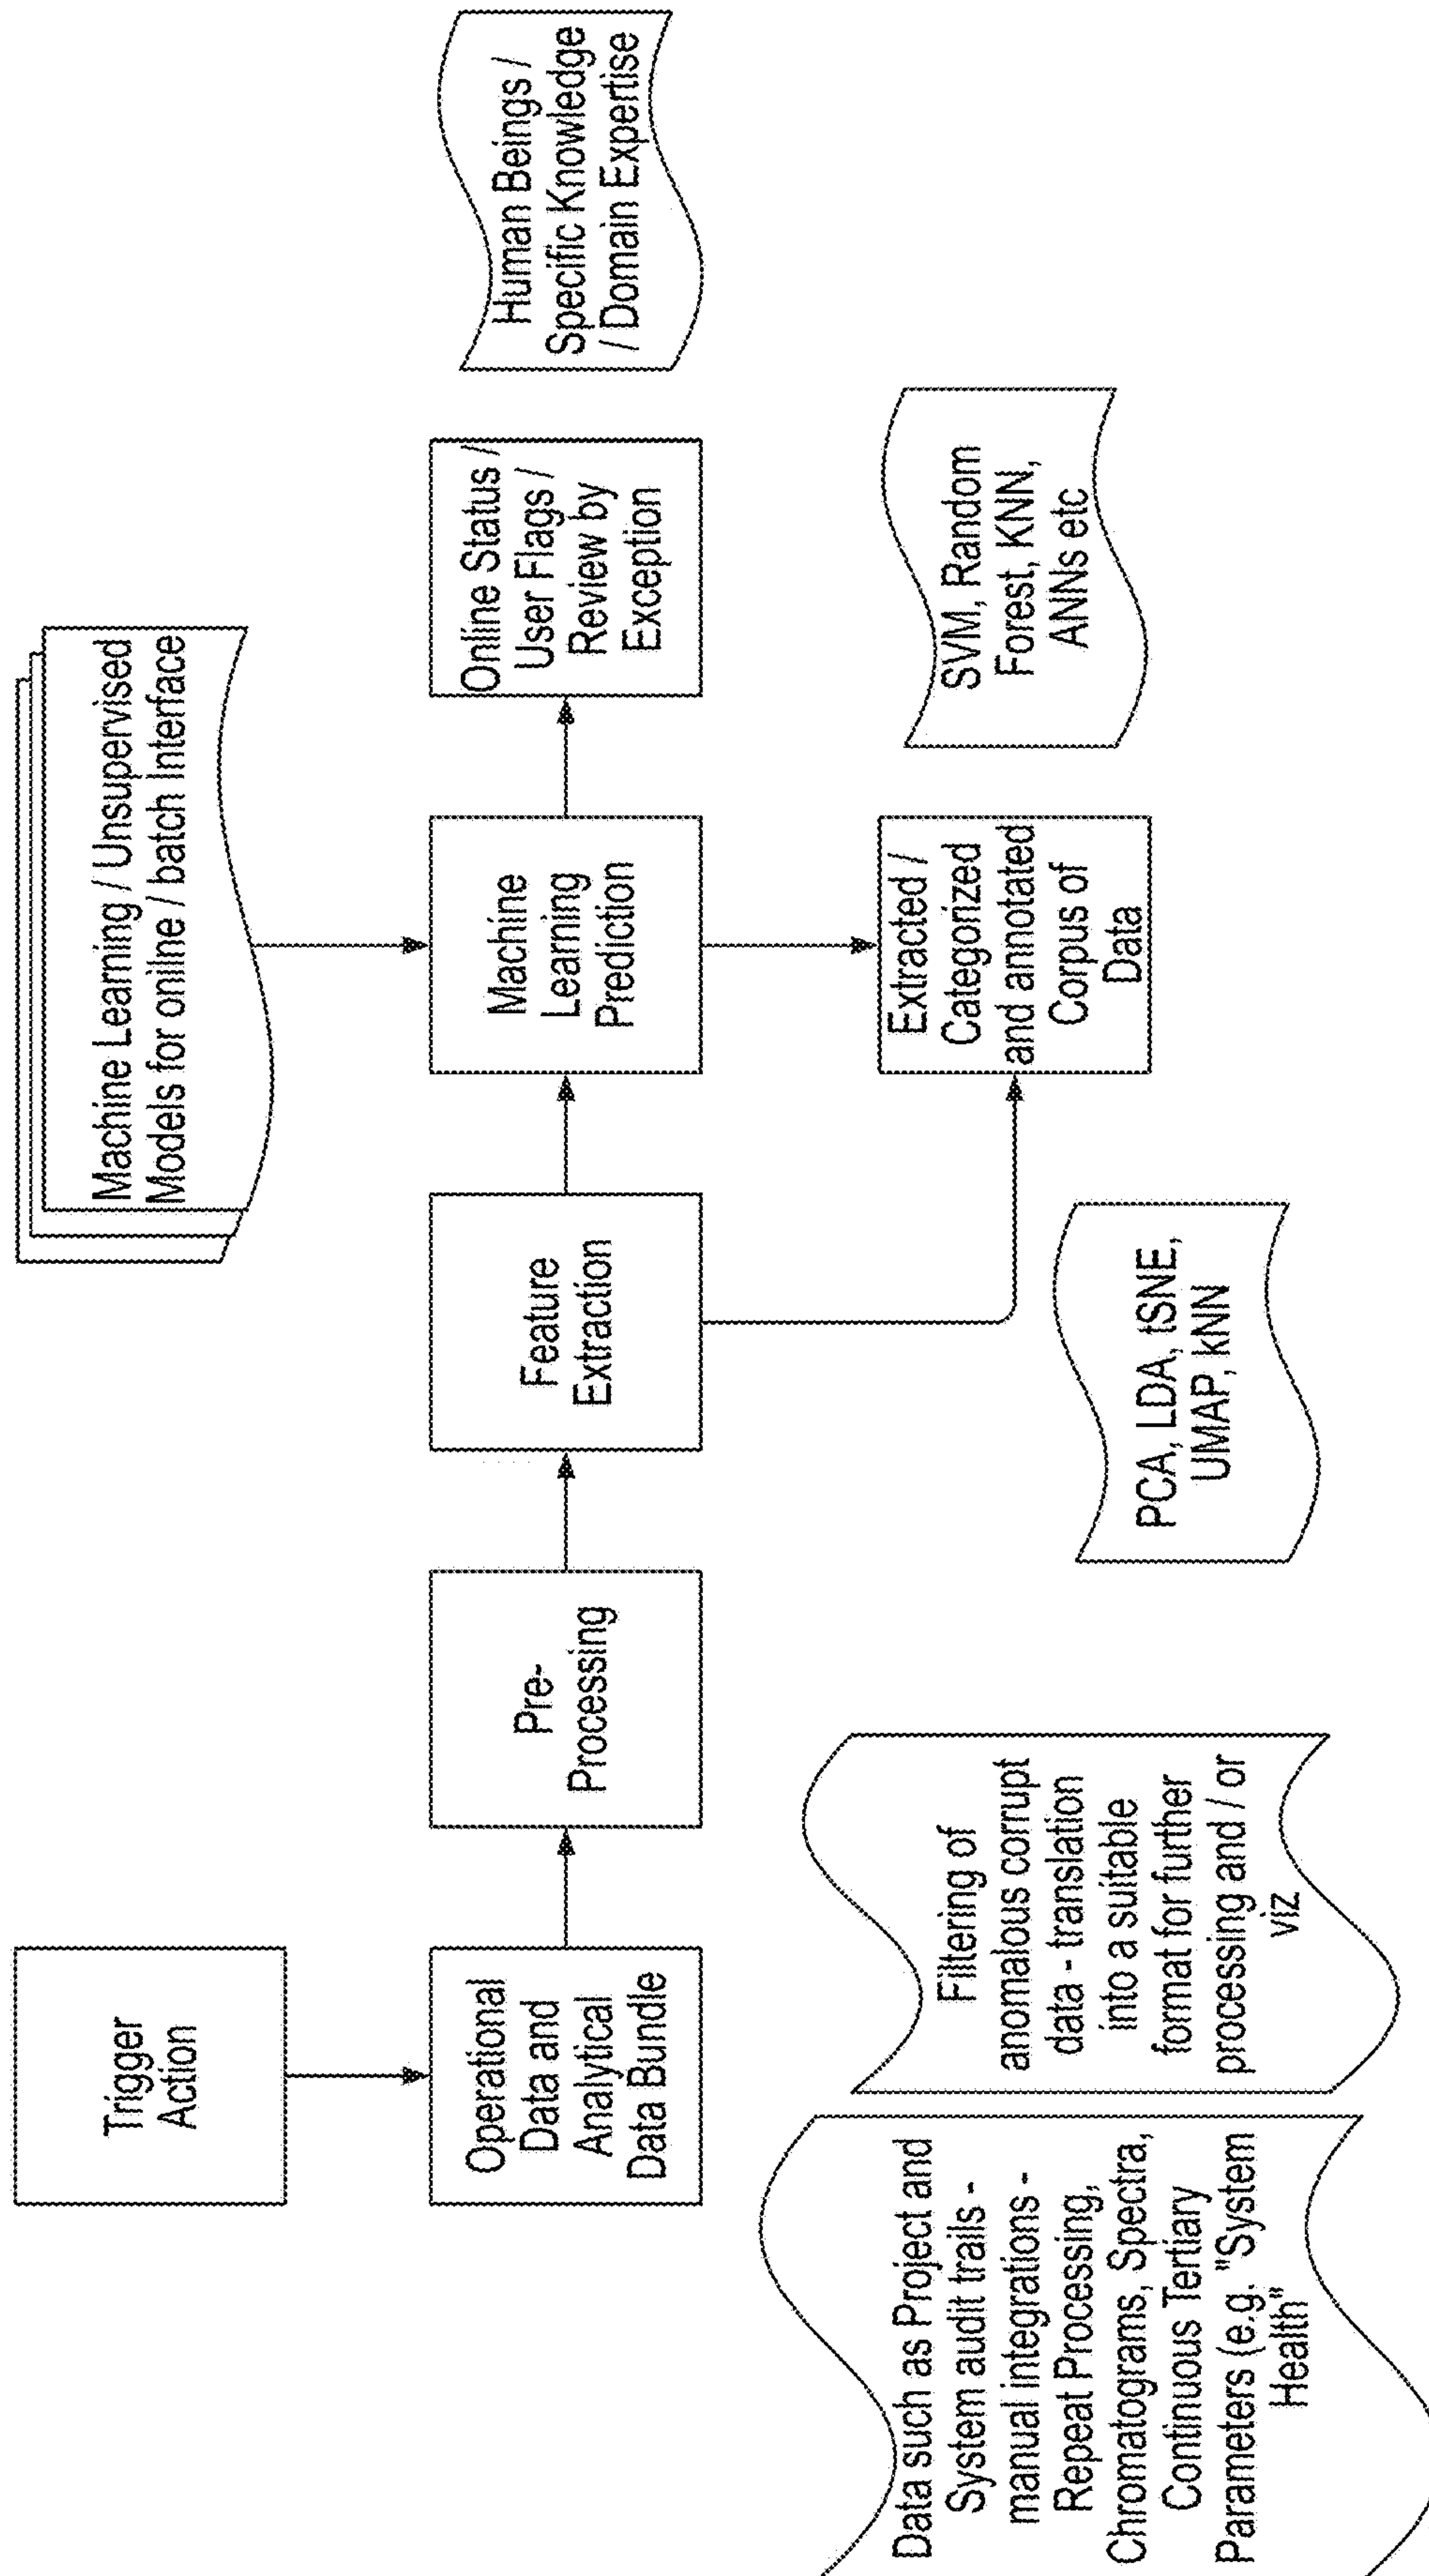 Trigger
Action
Machine Learning / Unsupervised
Models for online / batch Interface
Operational
Data and
Analytical
Data Bundle
Pre-
Processing
Feature
Extraction
Machine
Learning
Prediction
Online Status /
User Flags /
Review by
Exception
Human Beings /
Specific Knowledge
/ Domain Expertise
Data such as Project and
System audit trails -
manual integrations -
Repeat Processing,
Chromatograms, Spectra,
Continuous Tertiary
Parameters (e.g. "System
Health"
Filtering of
anomalous corrupt
data - translation
into a suitable
format for further
processing and / or
viz
PCA, LDA, tSNE,
UMAP, kNN
Extracted /
Categorized
and annotated
Corpus of
Data
SVM, Random
Forest, KNN,
ANNs etc